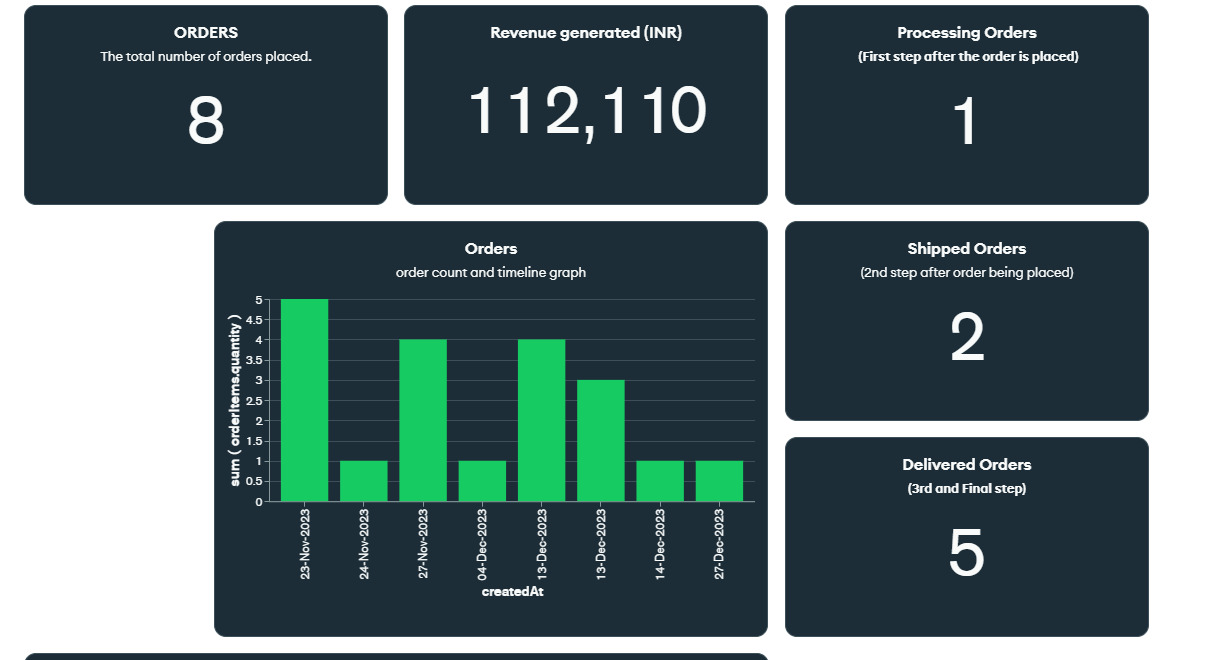 ORDERS
The total number of orders placed.
8
Revenue generated (INR)
112,110
Processing Orders
(First step after the order is placed)
1
Orders
order count and timeline graph
sum ( orderItems.quantity )
5
4.5
4
3.5
3
2.5
2
1.5
1
0.5
0
23-Nov-2023
24-Nov-2023
27-Nov-2023
04-Dec-2023
13-Dec-2023
13-Dec-2023
14-Dec-2023
27-Dec-2023
createdAt
Shipped Orders
(2nd step after order being placed)
2
Delivered Orders
(3rd and Final step)
5